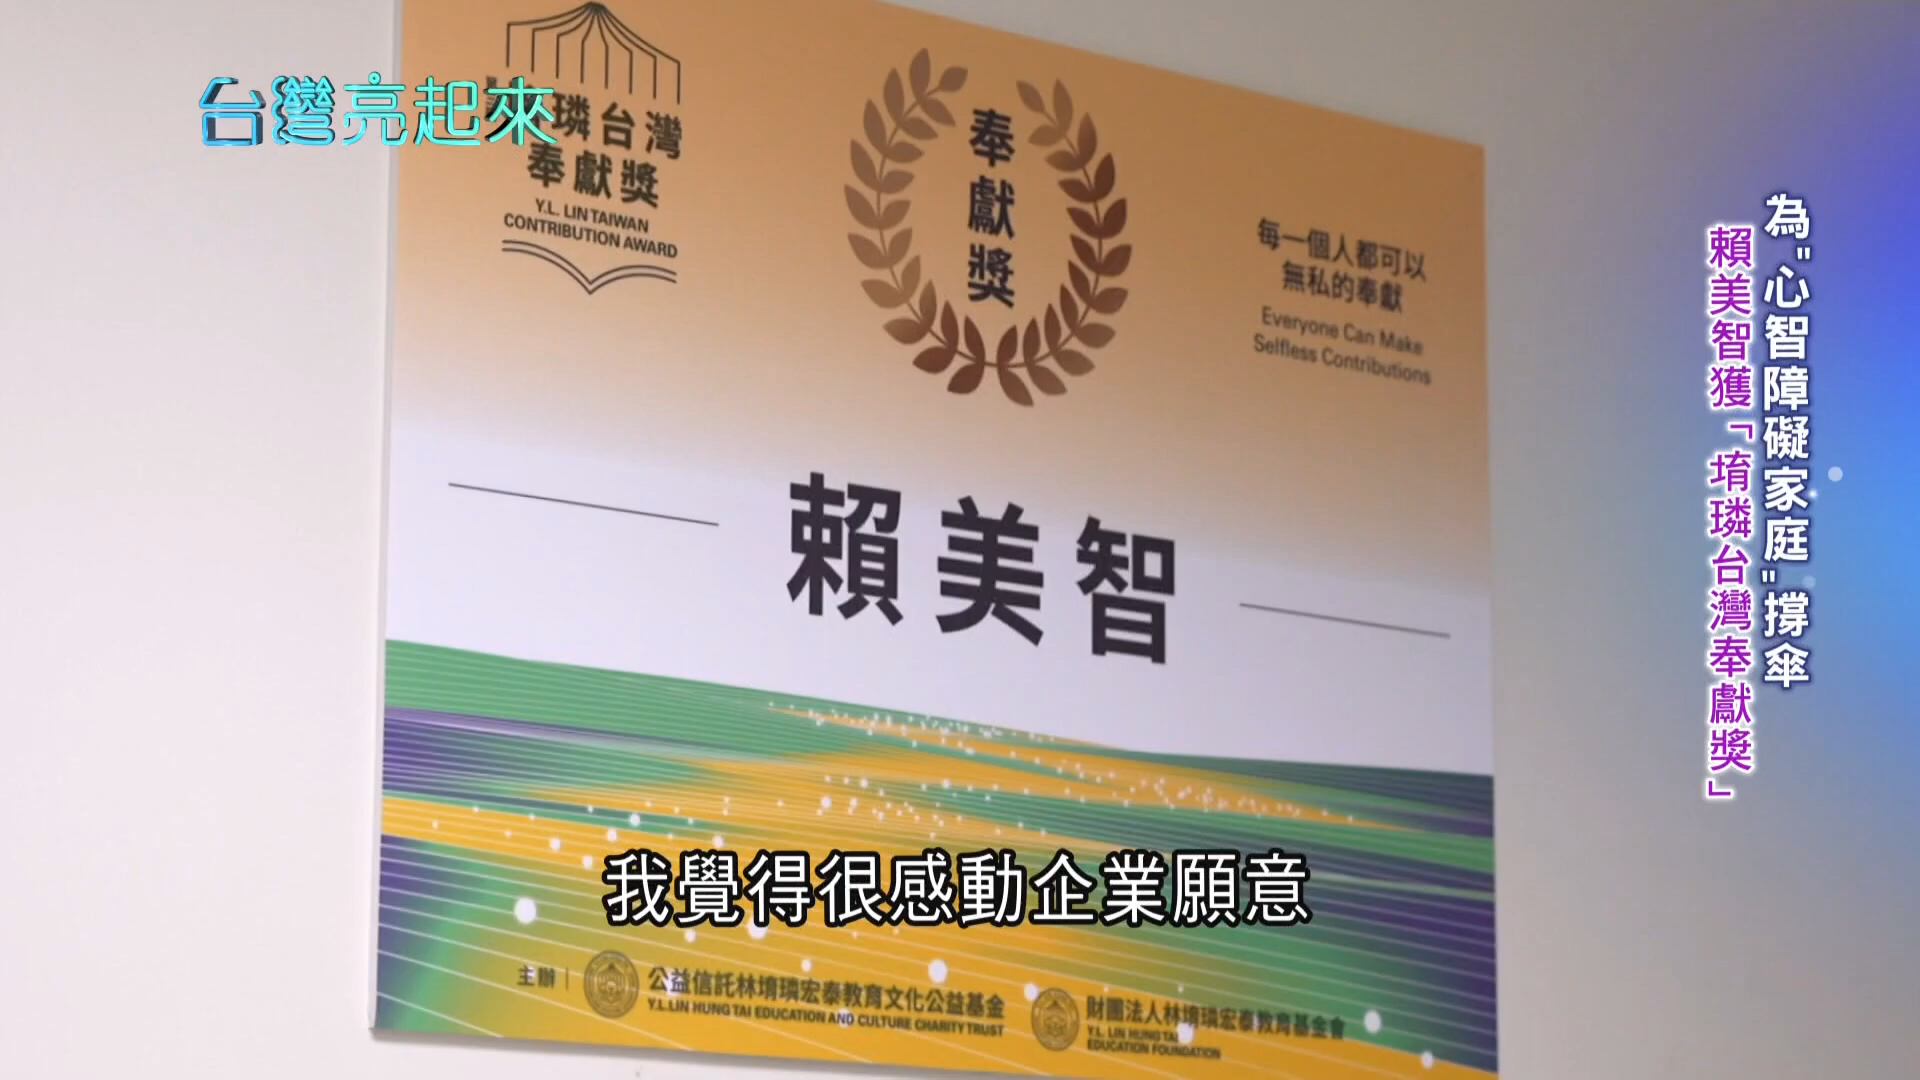 台灣亮起來
璘台灣
奉獻獎
Y.L. LIN TAIWAN
CONTRIBUTION AWARD
奉獻獎
每一個人都可以
無私的奉獻
Everyone Can Make
Selfless Contributions
賴美智
為"心智障礙家庭"撐傘
賴美智獲「堉璘台灣奉獻獎」
我覺得很感動企業願意
主辦
公益信託林堉璘宏泰教育文化公益基金
Y.L.LIN HUNG TAI EDUCATION AND CULTURE CHARITY TRUST
財團法人林堉璘宏泰教育基金會
Y.L. LIN HUNG TAI
EDUCATION FOUNDATION